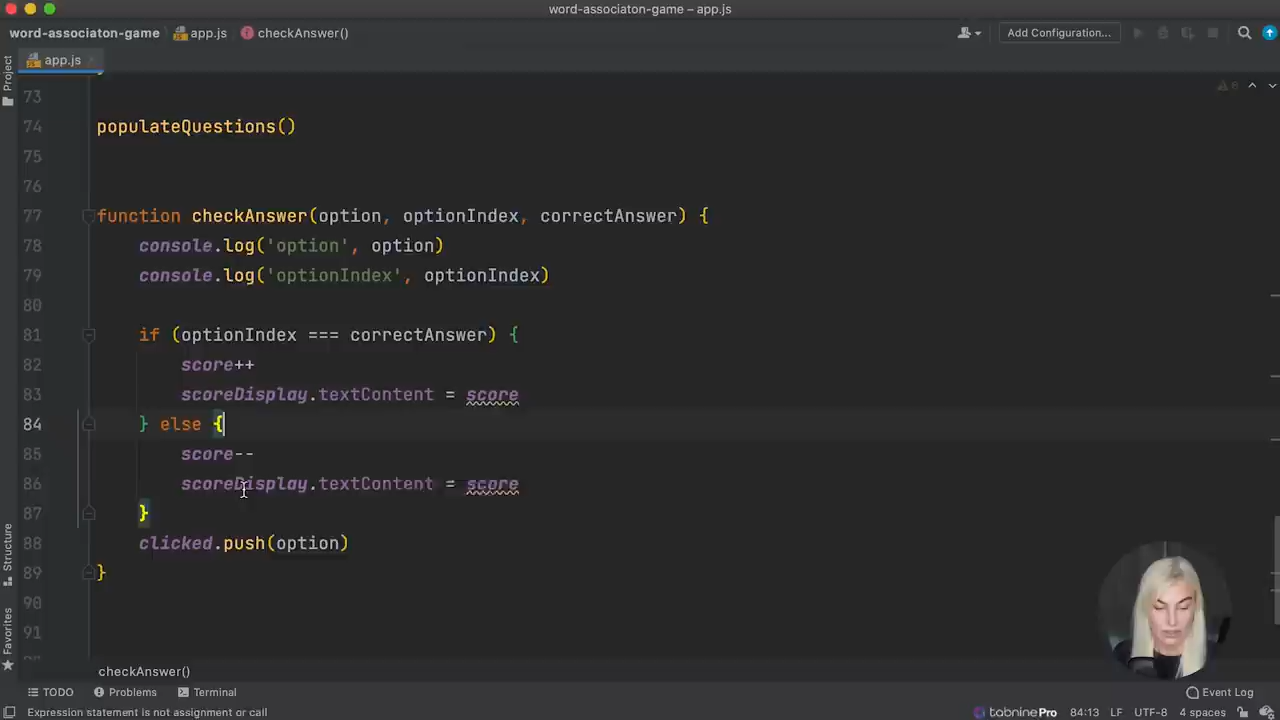 word-associaton-game – app.js
word-associaton-game
app.js
checkAnswer()
Add Configuration...
app.js
Project
6
73
74 populateQuestions()
75
76
77 function checkAnswer(option, optionIndex, correctAnswer) {
78 console.log('option', option)
79 console.log('optionIndex', optionIndex)
80
81 if (optionIndex === correctAnswer) {
82 score++
83 scoreDisplay.textContent = score
84 } else {
85 score--
86 scoreDisplay.textContent = score
87 }
88 clicked.push(option)
89 }
90
91
Structure
Favorites
checkAnswer()
TODO
Problems
Terminal
Event Log
Expression statement is not assignment or call
tabninePro
84:13
LF
UTF-8
4 spaces